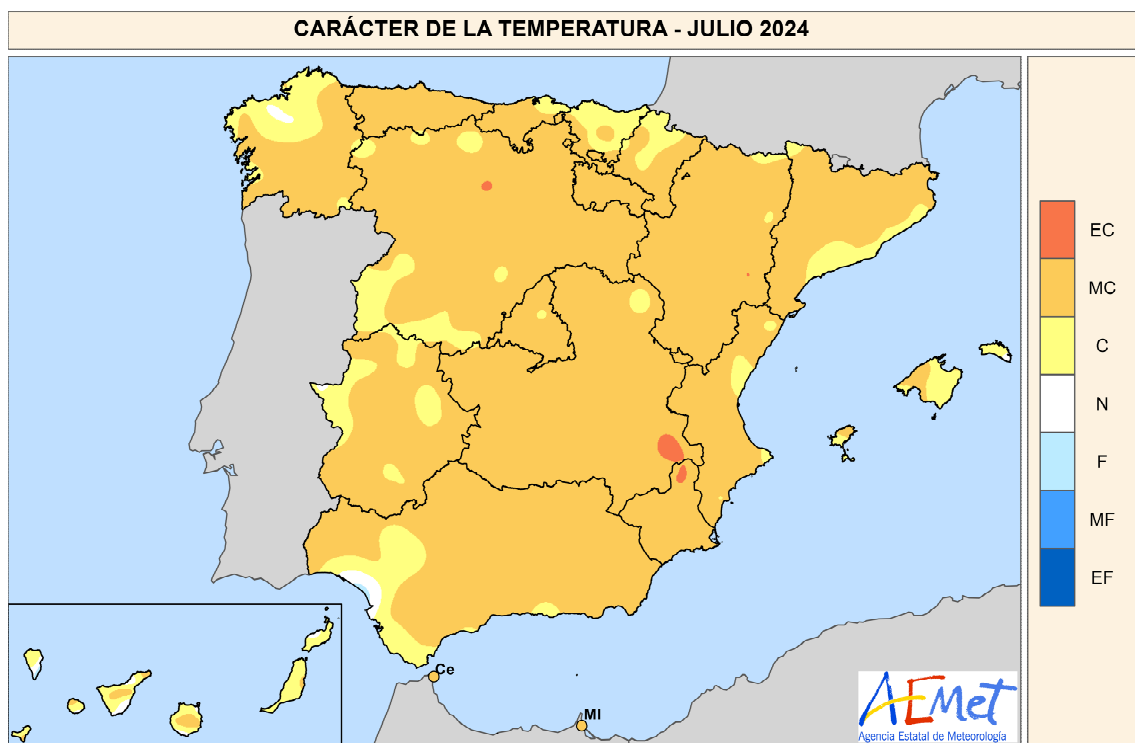 CARÁCTER DE LA TEMPERATURA - JULIO 2024
EC
MC
C
N
F
MF
EF
Ce
Ml
AEMet
Agencia Estatal de Meteorología